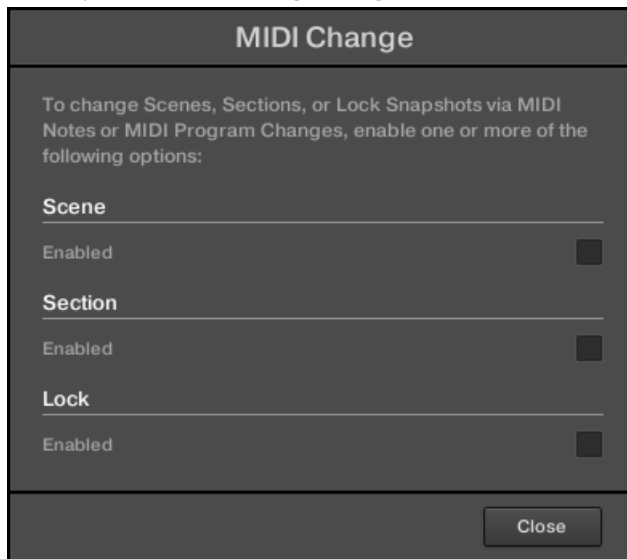 MIDI Change
To change Scenes, Sections, or Lock Snapshots via MIDI
Notes or MIDI Program Changes, enable one or more of the
following options:
Scene
Enabled
Section
Enabled
Lock
Enabled
Close